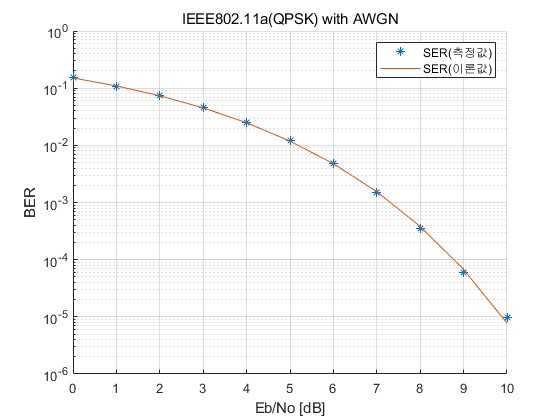 IEEE802.11a(QPSK) with AWGN
SER(측정값)
SER(이론값)
BER
10^0
10^-1
10^-2
10^-3
10^-4
10^-5
10^-6
0 1 2 3 4 5 6 7 8 9 10
Eb/No [dB]